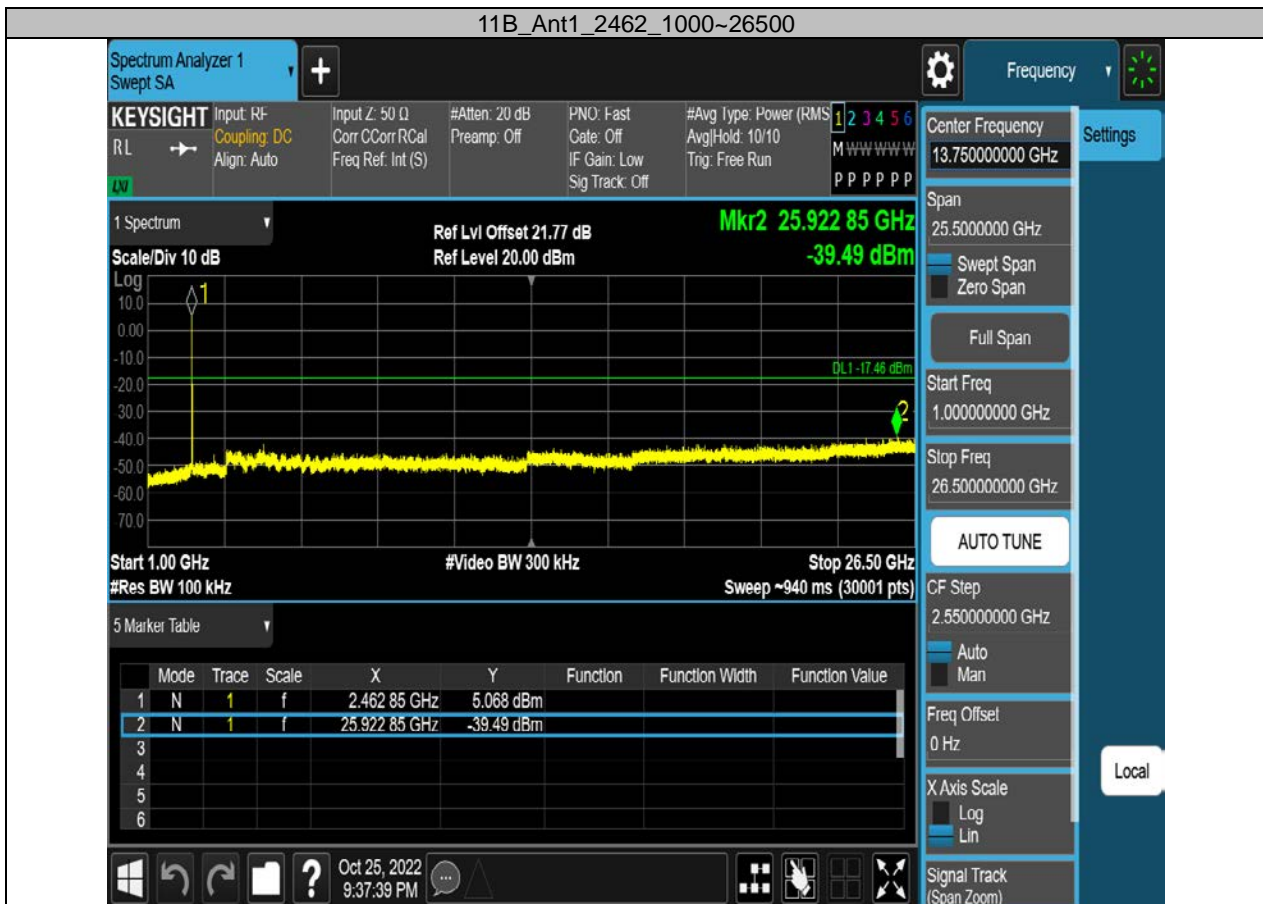 11B_Ant1_2462_1000~26500
Spectrum Analyzer 1
Swept SA
Frequency
KEYSIGHT
RL
LXI
Input: RF
Coupling: DC
Align: Auto
Input Z: 50 Ω
Corr CCorr RCal
Freq Ref: Int (S)
#Atten: 20 dB
Preamp: Off
PNO: Fast
Gate: Off
IF Gain: Low
Sig Track: Off
#Avg Type: Power (RMS
Avg|Hold: 10/10
Trig: Free Run
1 2 3 4 5 6
M W W W W W
P P P P P P
1 Spectrum
Scale/Div 10 dB
Ref Lvl Offset 21.77 dB
Ref Level 20.00 dBm
Mkr2 25.922 85 GHz
-39.49 dBm
Log
10.0
0.00
-10.0
-20.0
-30.0
-40.0
-50.0
-60.0
-70.0
1
DL1 -17.46 dBm
2
Start 1.00 GHz
#Video BW 300 kHz
Stop 26.50 GHz
#Res BW 100 kHz
Sweep ~940 ms (30001 pts)
5 Marker Table
Mode Trace Scale X Y Function Function Width Function Value
1 N 1 f 2.462 85 GHz 5.068 dBm
2 N 1 f 25.922 85 GHz -39.49 dBm
3
4
5
6
Oct 25, 2022
9:37:39 PM
Center Frequency
13.750000000 GHz
Settings
Span
25.5000000 GHz
Swept Span
Zero Span
Full Span
Start Freq
1.000000000 GHz
Stop Freq
26.500000000 GHz
AUTO TUNE
CF Step
2.550000000 GHz
Auto
Man
Freq Offset
0 Hz
Local
X Axis Scale
Log
Lin
Signal Track
(Span Zoom)